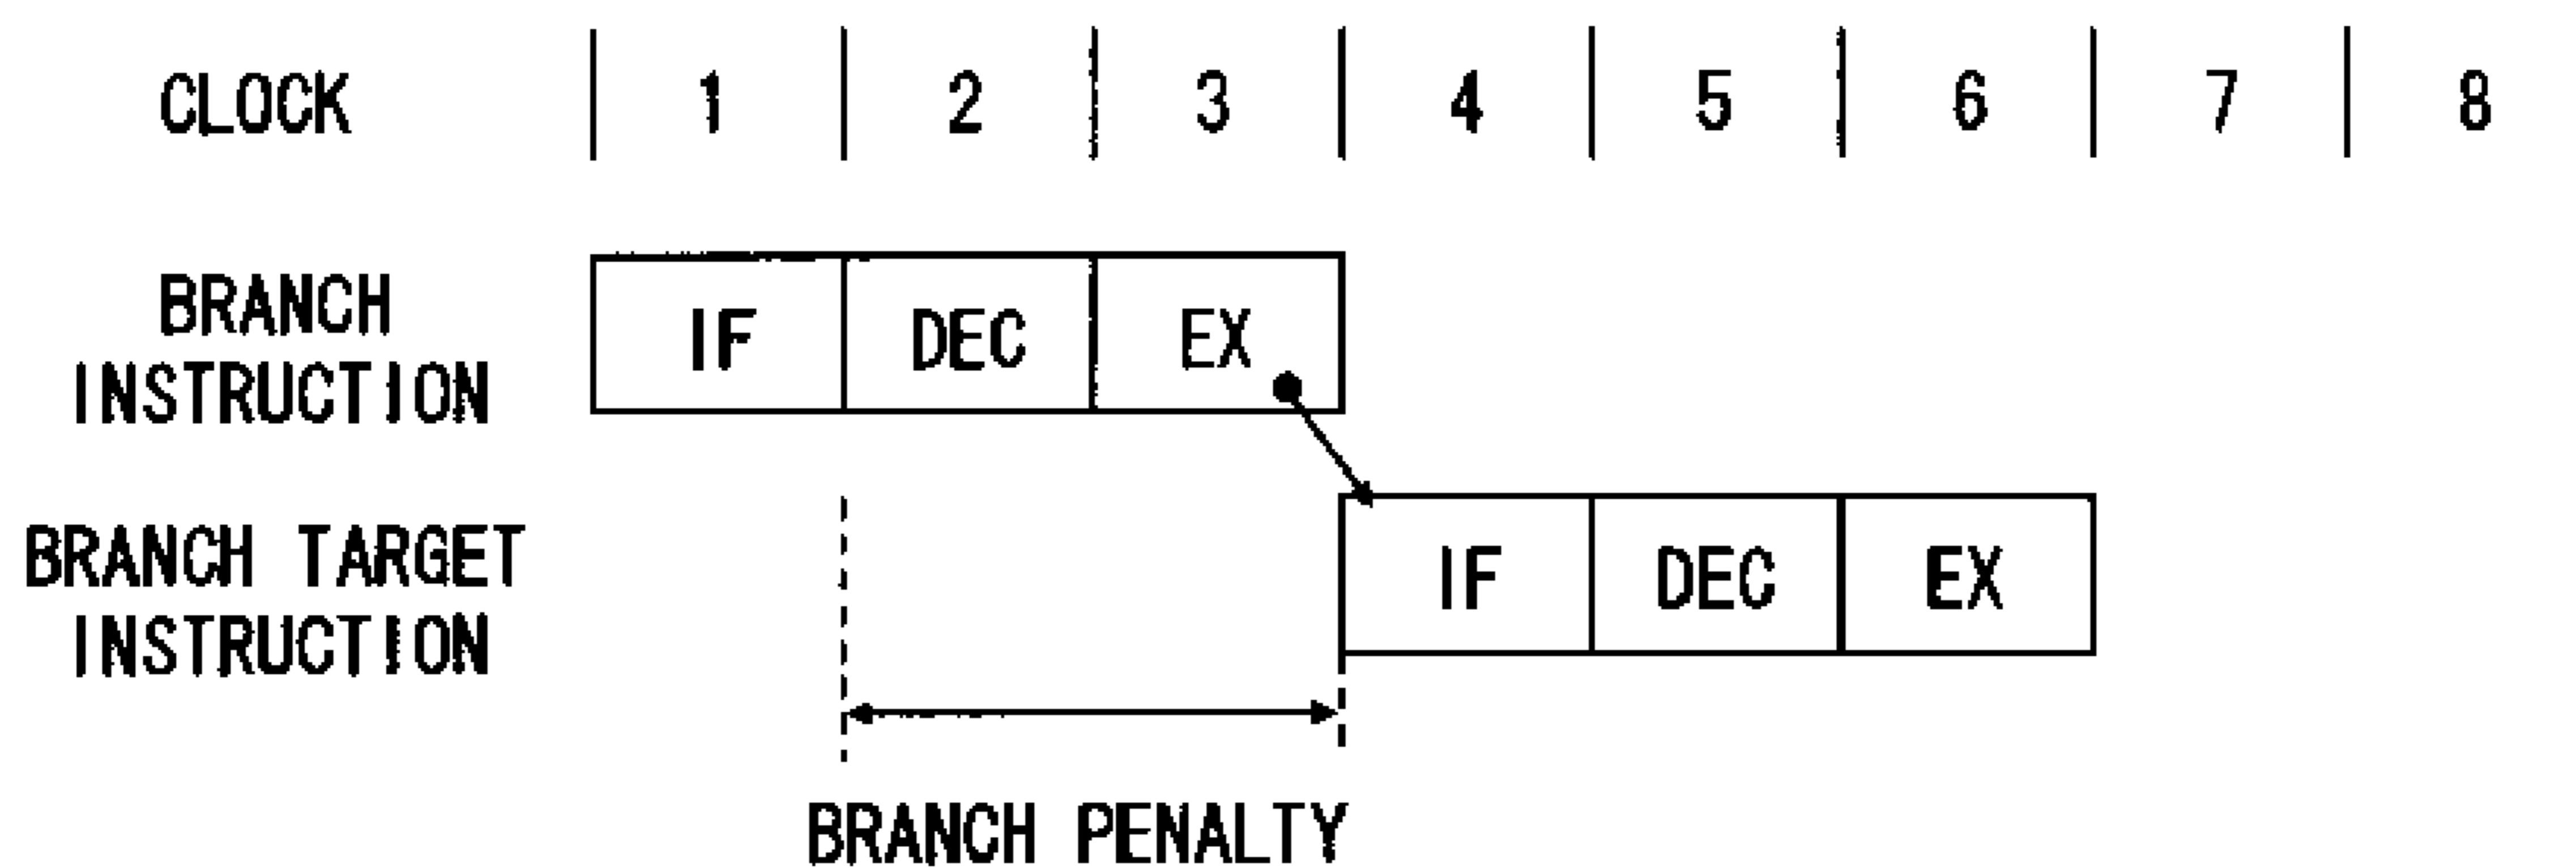 CLOCK 1 2 3 4 5 6 7 8
BRANCH
INSTRUCTION
IF DEC EX
BRANCH TARGET
INSTRUCTION
IF DEC EX
BRANCH PENALTY